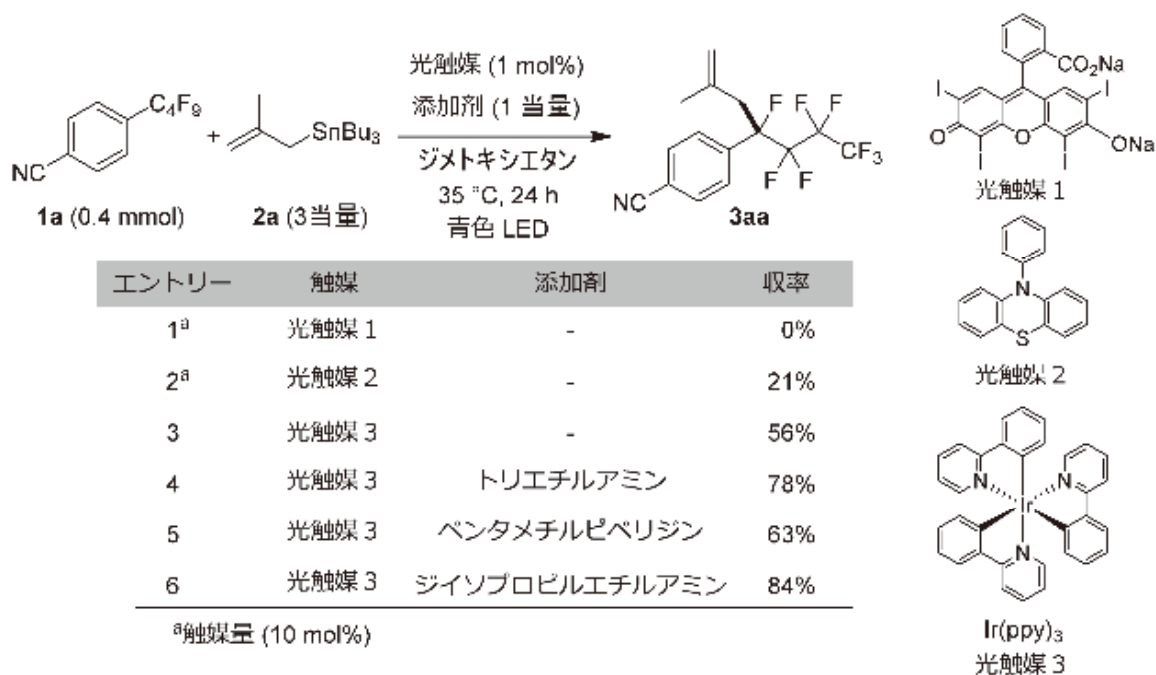 C4F9
NC
1a (0.4 mmol)
+
SnBu3
2a (3当量)
光触媒 (1 mol%)
添加剤 (1 当量)
ジメトキシエタン
35 °C, 24 h
青色 LED
F F F
F F
CF3
NC
3aa
エントリー 触媒 添加剤 収率
1a 光触媒 1 - 0%
2a 光触媒 2 - 21%
3 光触媒 3 - 56%
4 光触媒 3 トリエチルアミン 78%
5 光触媒 3 ペンタメチルピペリジン 63%
6 光触媒 3 ジイソプロピルエチルアミン 84%
a触媒量 (10 mol%)
CO2Na
I I
O O ONa
I I
光触媒 1
N
S
光触媒 2
N N
Ir
N
Ir(ppy)3
光触媒 3